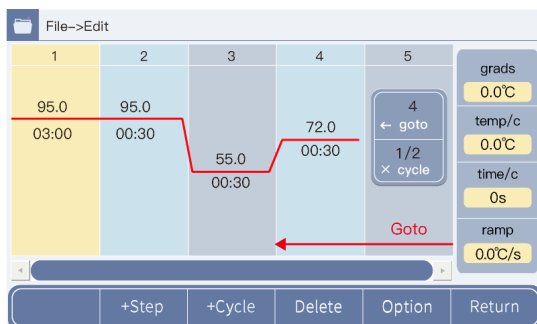 File->Edit
1 2 3 4 5
95.0 95.0 72.0 55.0
03:00 00:30 00:30 00:30
4
← goto
1/2
× cycle
Goto
grads
0.0℃
temp/c
0.0℃
time/c
0s
ramp
0.0℃/s
+Step +Cycle Delete Option Return